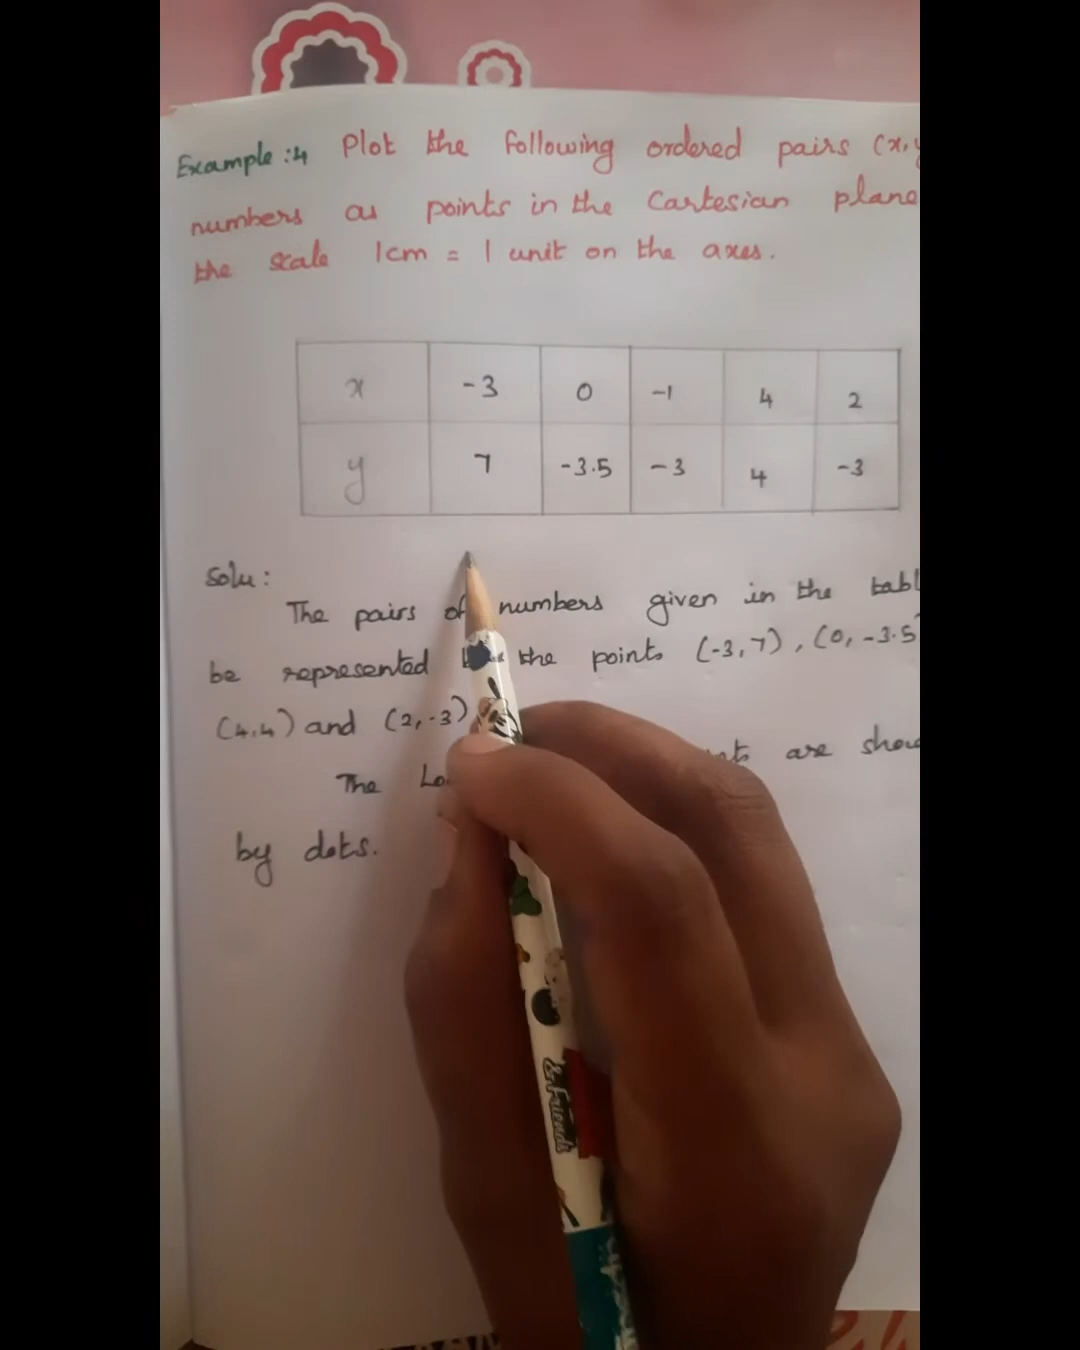 Example :4 Plot the following ordered pairs (x,y
numbers as points in the Cartesian plane
the scale 1cm = 1 unit on the axes.
x -3 0 -1 4 2
y 7 -3.5 -3 4 -3
Solu:
The pairs of numbers given in the tabl
be represented the points (-3,7), (0, -3.5
(4,4) and (2,-3)
The are show
by dots.
& Friends